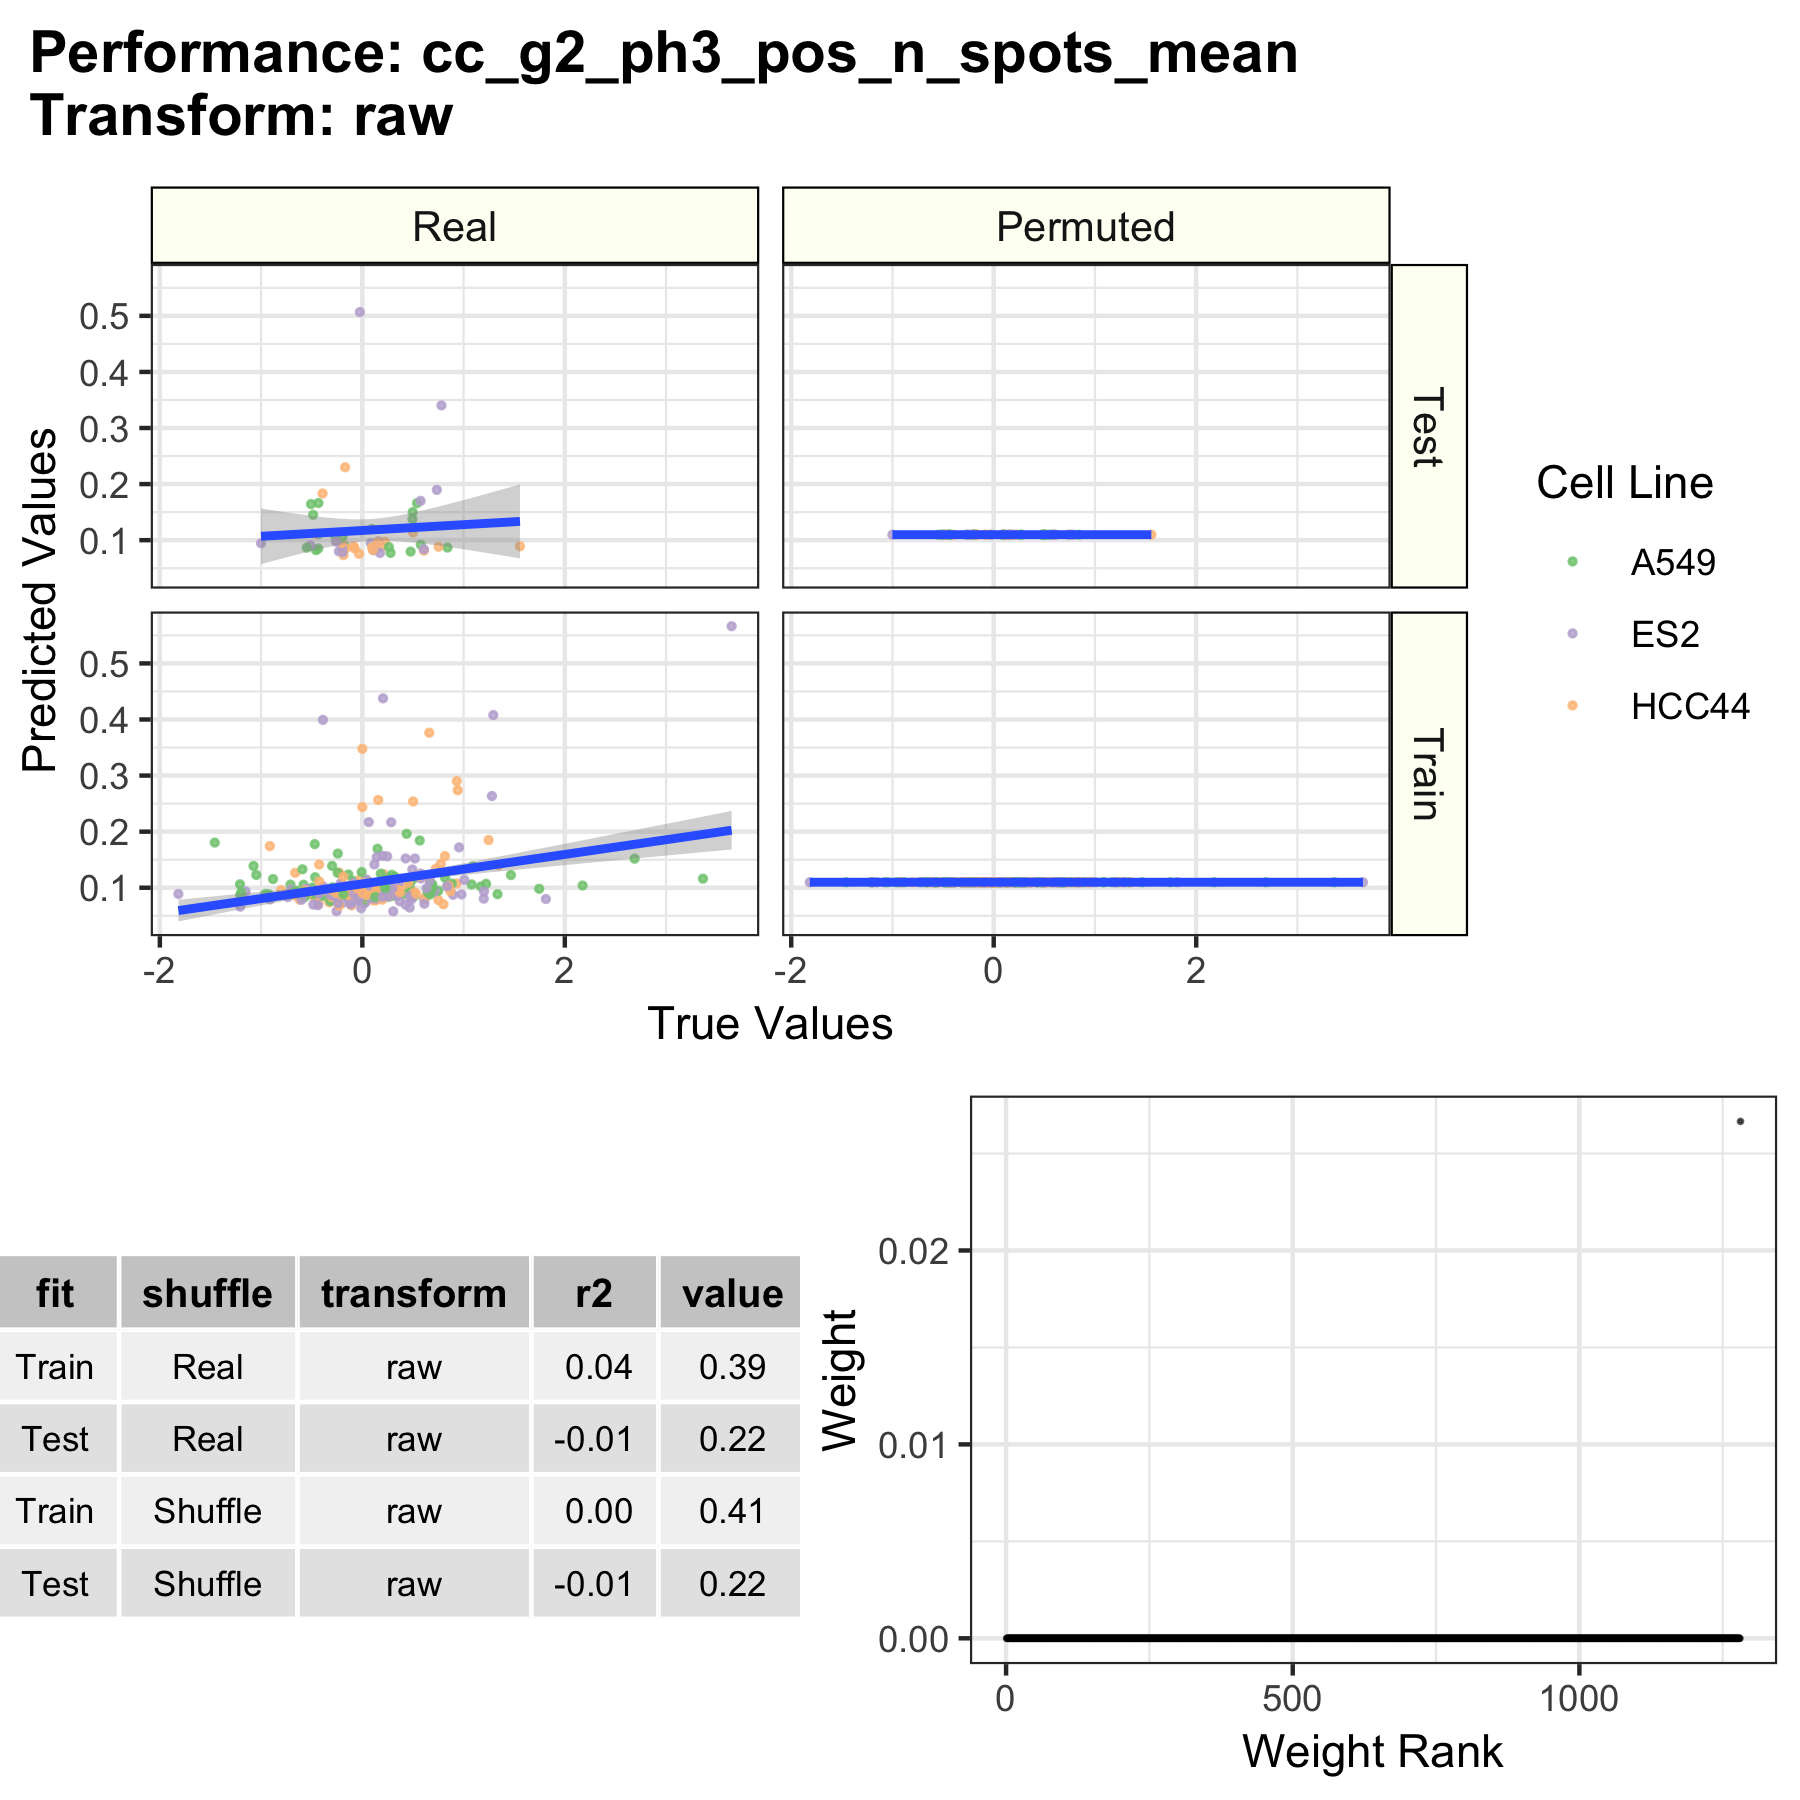 Performance: cc_g2_ph3_pos_n_spots_mean
Transform: raw
Real
Permuted
Predicted Values
0.5
0.4
0.3
0.2
0.1
Test
0.5
0.4
0.3
0.2
0.1
Train
-2
0
2
-2
0
2
True Values
Cell Line
A549
ES2
HCC44
fit shuffle transform r2 value
Train Real raw 0.04 0.39
Test Real raw -0.01 0.22
Train Shuffle raw 0.00 0.41
Test Shuffle raw -0.01 0.22
Weight
0.02
0.01
0.00
0
500
1000
Weight Rank